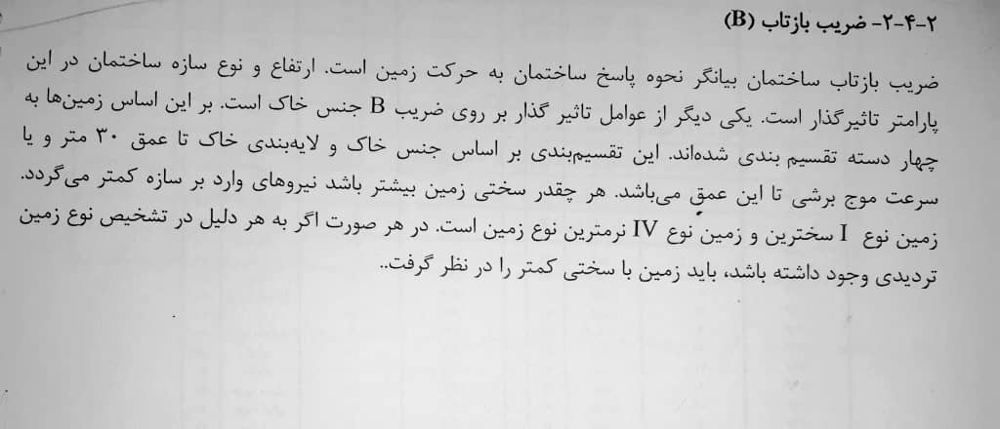 ۲-۴-۲- ضریب بازتاب (B)
ضریب بازتاب ساختمان بیانگر نحوه پاسخ ساختمان به حرکت زمین است. ارتفاع و نوع سازه ساختمان در این
پارامتر تاثیرگذار است. یکی دیگر از عوامل تاثیر گذار بر روی ضریب B جنس خاک است. بر این اساس زمین‌ها به
چهار دسته تقسیم بندی شده‌اند. این تقسیم‌بندی بر اساس جنس خاک و لایه‌بندی خاک تا عمق ۳۰ متر و یا
سرعت موج برشی تا این عمق می‌باشد. هر چقدر سختی زمین بیشتر باشد نیروهای وارد بر سازه کمتر می‌گردد.
زمین نوع I سخترین و زمین نوع IV نرمترین نوع زمین است. در هر صورت اگر به هر دلیل در تشخیص نوع زمین
تردیدی وجود داشته باشد، باید زمین با سختی کمتر را در نظر گرفت..